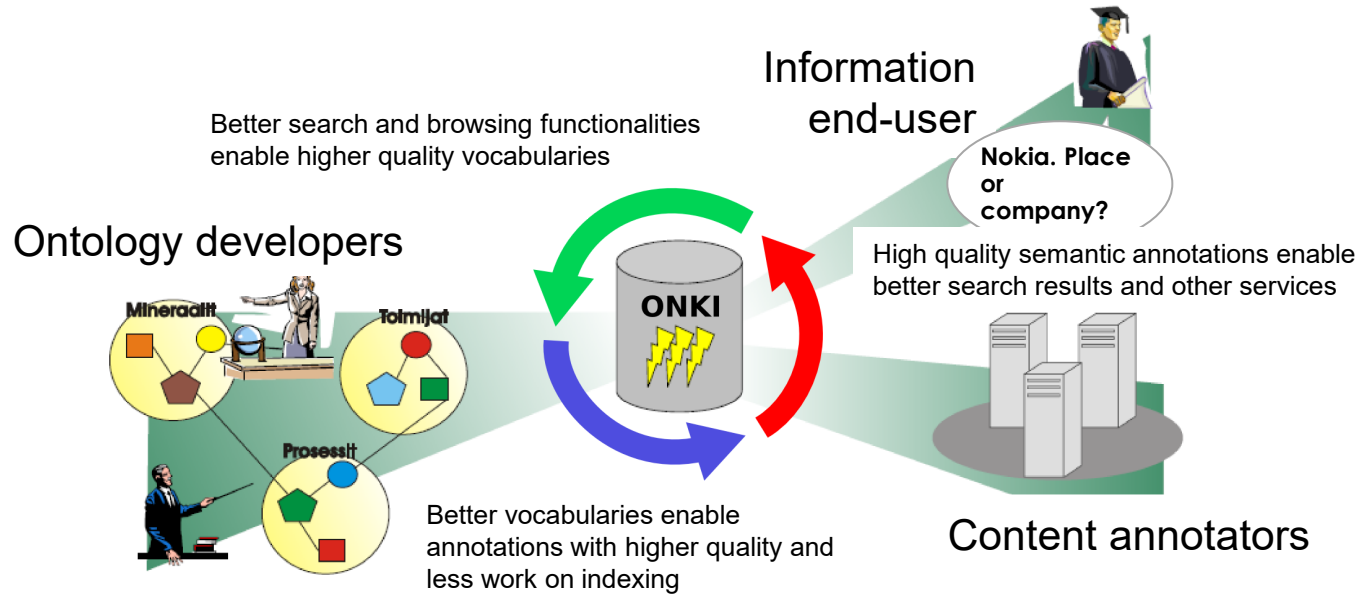 Information
end-user
Better search and browsing functionalities
enable higher quality vocabularies
Nokia. Place
or
company?
Ontology developers
High quality semantic annotations enable
better search results and other services
ONKI
Mineraalit
Toimijat
Prosessit
Better vocabularies enable
annotations with higher quality and
less work on indexing
Content annotators